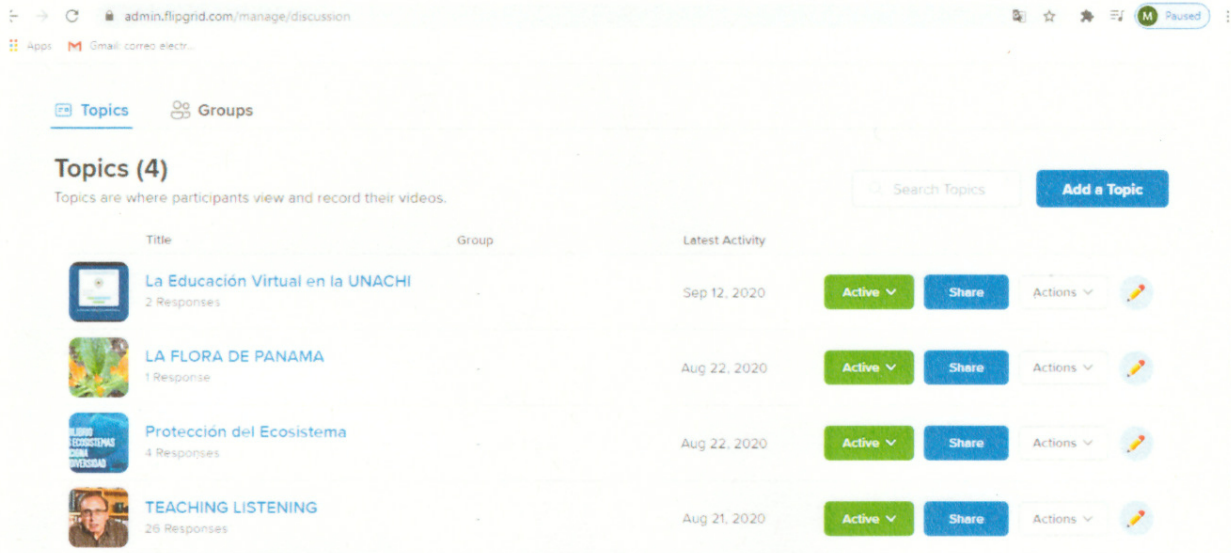 admin.flipgrid.com/manage/discussion
M Paused
Apps M Gmail: correo electr...
Topics Groups
Topics (4)
Topics are where participants view and record their videos.
Search Topics Add a Topic
Title Group Latest Activity
La Educación Virtual en la UNACHI
2 Responses
- Sep 12, 2020 Active Share Actions
LA FLORA DE PANAMA
1 Response
- Aug 22, 2020 Active Share Actions
Protección del Ecosistema
4 Responses
- Aug 22, 2020 Active Share Actions
ECOSISTEMAS
TEACHING LISTENING
26 Responses
- Aug 21, 2020 Active Share Actions